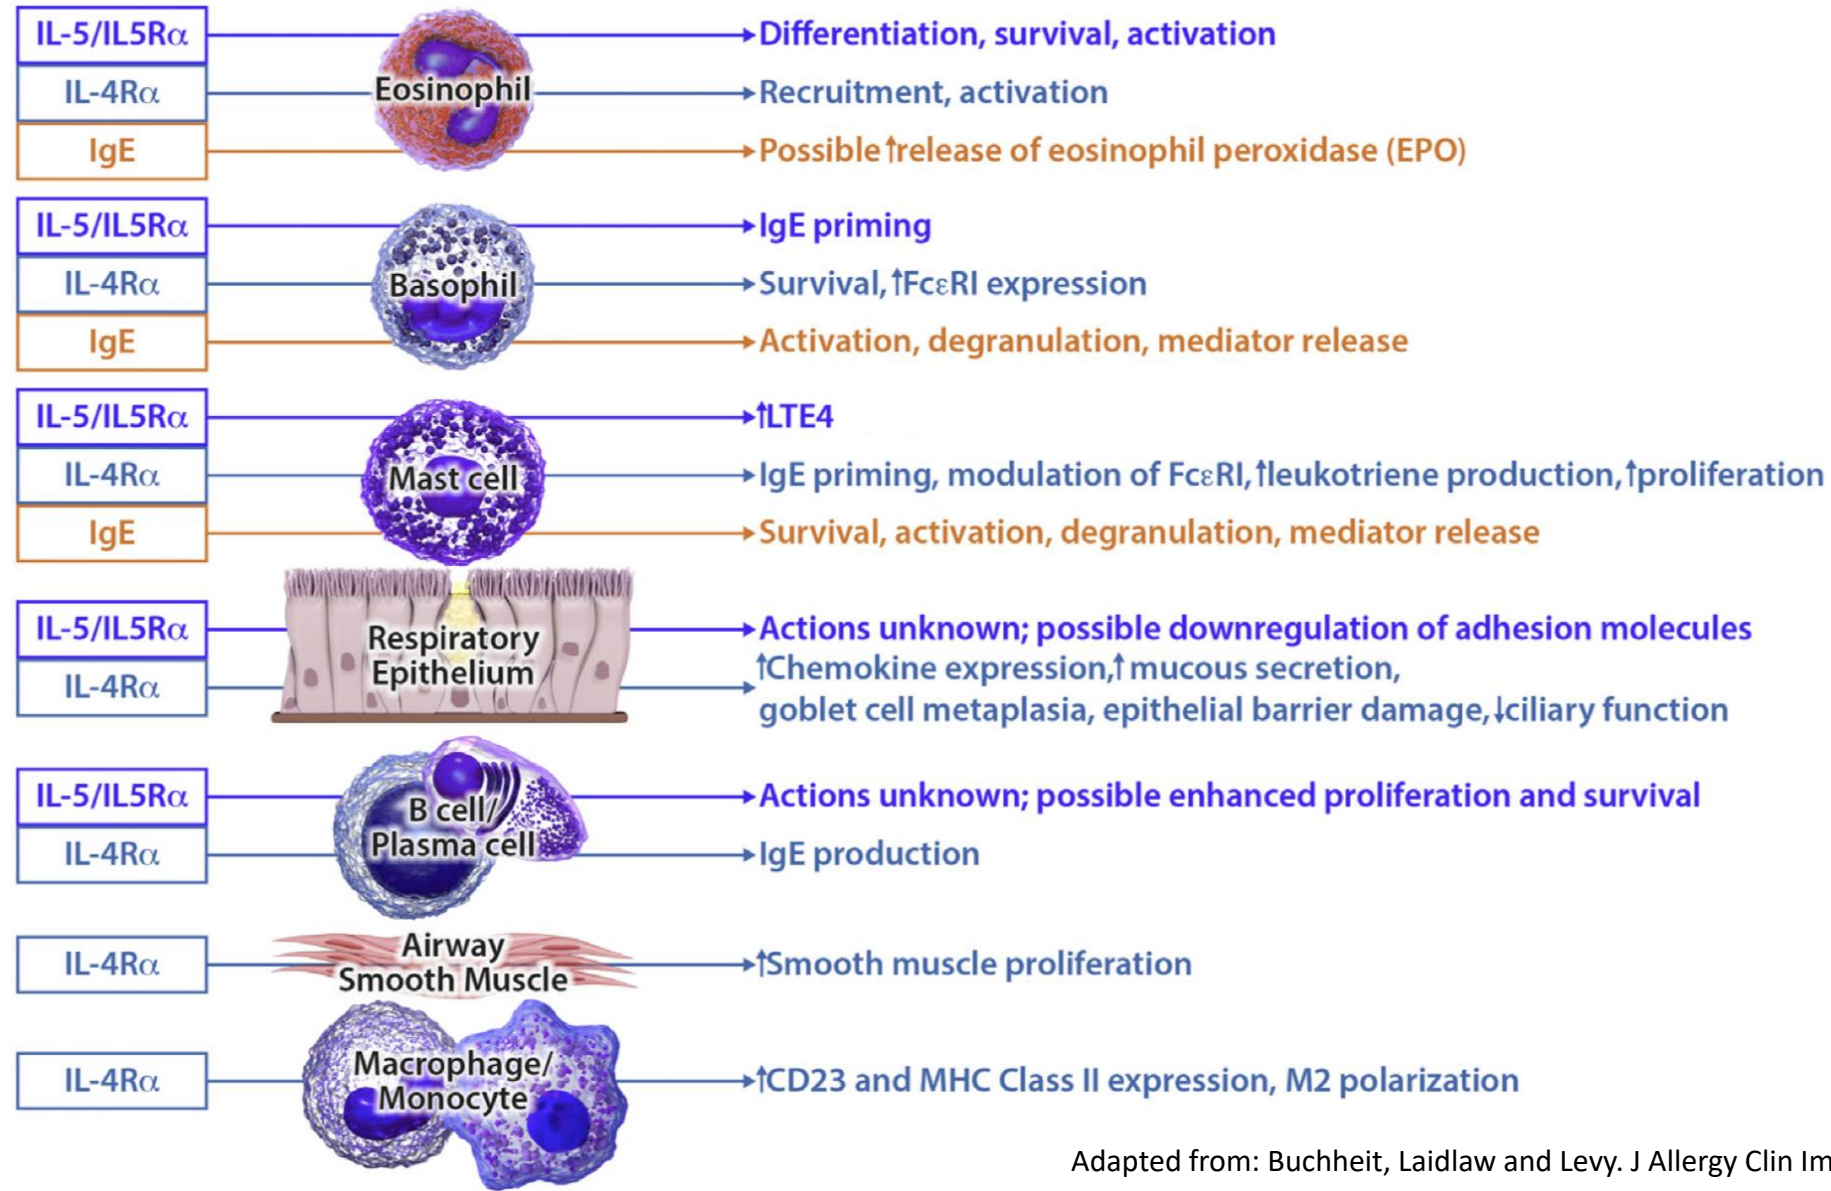 IL-5/IL5Rα Differentiation, survival, activation
IL-4Rα Eosinophil Recruitment, activation
IgE Possible ↑release of eosinophil peroxidase (EPO)
IL-5/IL5Rα IgE priming
IL-4Rα Basophil Survival, ↑FcεRI expression
IgE Activation, degranulation, mediator release
IL-5/IL5Rα ↑LTE4
IL-4Rα Mast cell IgE priming, modulation of FcεRI, ↑leukotriene production, ↑proliferation
IgE Survival, activation, degranulation, mediator release
IL-5/IL5Rα Respiratory Actions unknown; possible downregulation of adhesion molecules
Epithelium ↑Chemokine expression, ↑ mucous secretion,
IL-4Rα goblet cell metaplasia, epithelial barrier damage, ↓ciliary function
IL-5/IL5Rα B cell/ Actions unknown; possible enhanced proliferation and survival
IL-4Rα Plasma cell IgE production
Airway
IL-4Rα Smooth Muscle ↑Smooth muscle proliferation
Macrophage/
IL-4Rα Monocyte ↑CD23 and MHC Class II expression, M2 polarization
Adapted from: Buchheit, Laidlaw and Levy. J Allergy Clin